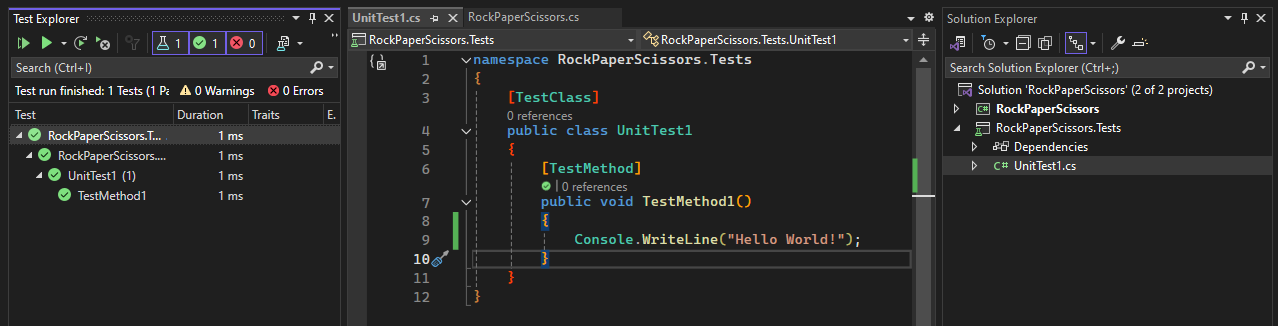 Test Explorer
1
1
0
Search (Ctrl+I)
Test run finished: 1 Tests (1 Pa
0 Warnings
0 Errors
Test Duration Traits E.
RockPaperScissors.T... 1 ms
RockPaperScissors.... 1 ms
UnitTest1 (1) 1 ms
TestMethod1 1 ms
UnitTest1.cs RockPaperScissors.cs
RockPaperScissors.Tests RockPaperScissors.Tests.UnitTest1
1 namespace RockPaperScissors.Tests
2 {
3 [TestClass]
0 references
4 public class UnitTest1
5 {
6 [TestMethod]
| 0 references
7 public void TestMethod1()
8 {
9 Console.WriteLine("Hello World!");
10 }
11 }
12 }
Solution Explorer
Search Solution Explorer (Ctrl+;)
Solution 'RockPaperScissors' (2 of 2 projects)
C# RockPaperScissors
RockPaperScissors.Tests
Dependencies
C# UnitTest1.cs